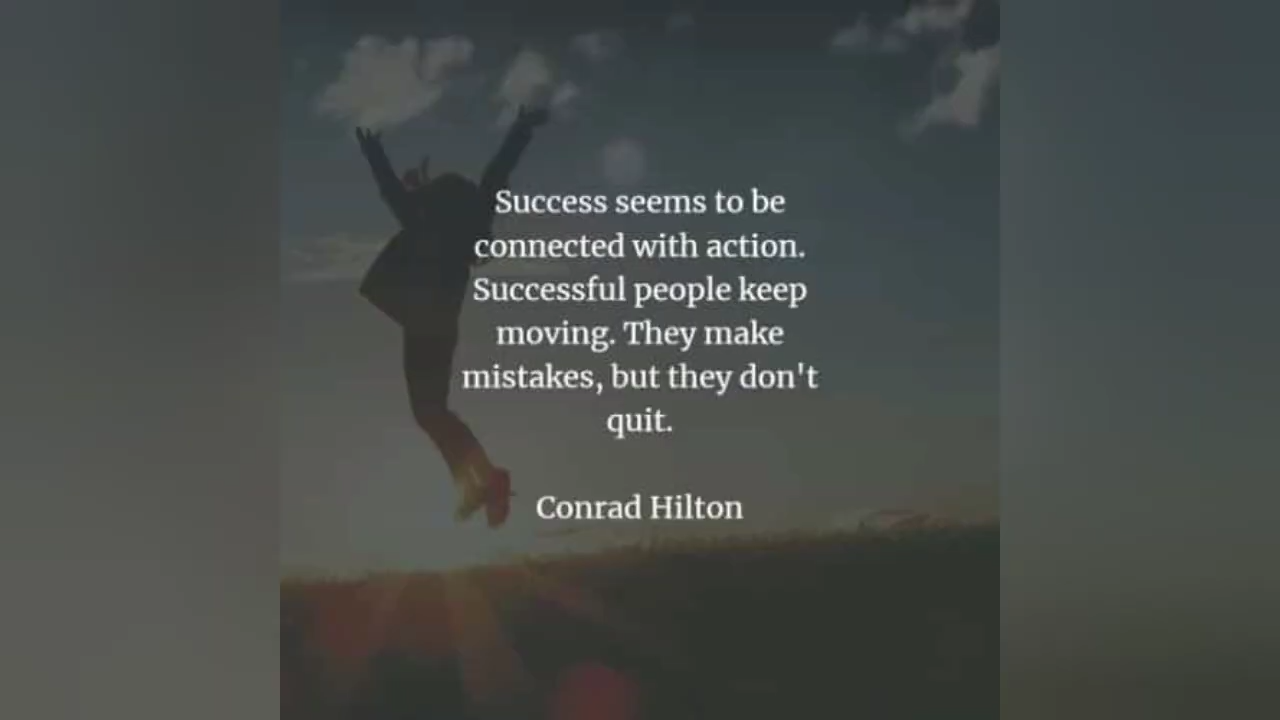 Success seems to be
connected with action.
Successful people keep
moving. They make
mistakes, but they don't
quit.
Conrad Hilton